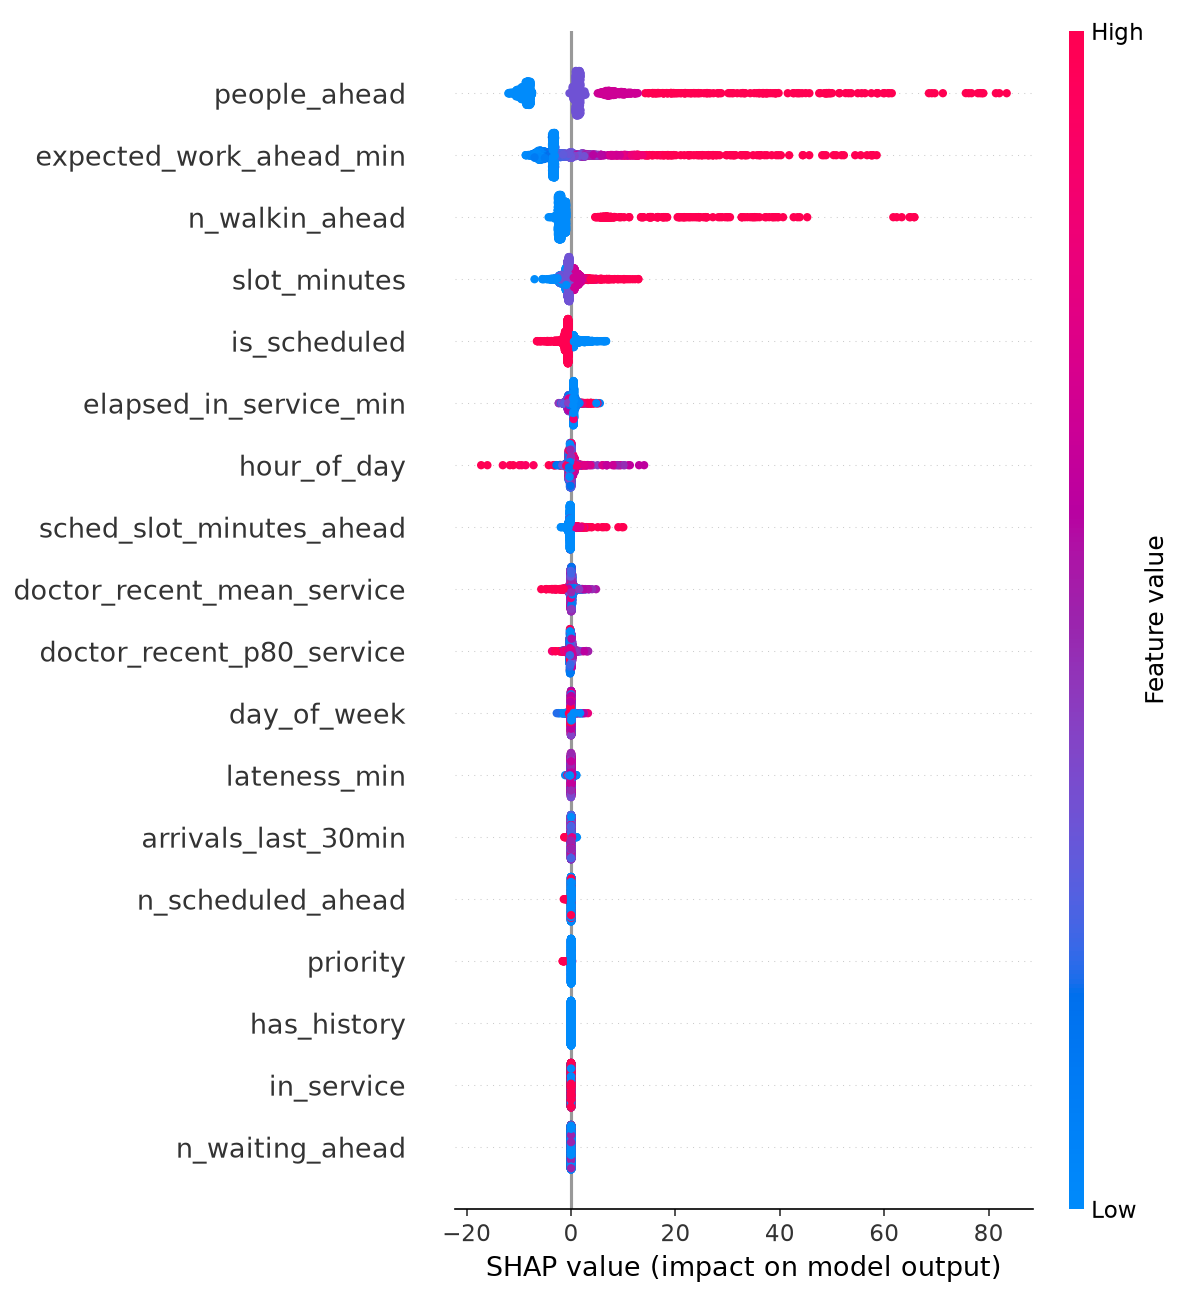 High
people_ahead
expected_work_ahead_min
n_walkin_ahead
slot_minutes
is_scheduled
elapsed_in_service_min
hour_of_day
sched_slot_minutes_ahead
doctor_recent_mean_service
doctor_recent_p80_service
day_of_week
lateness_min
arrivals_last_30min
n_scheduled_ahead
priority
has_history
in_service
n_waiting_ahead
Feature value
Low
−20 0 20 40 60 80
SHAP value (impact on model output)